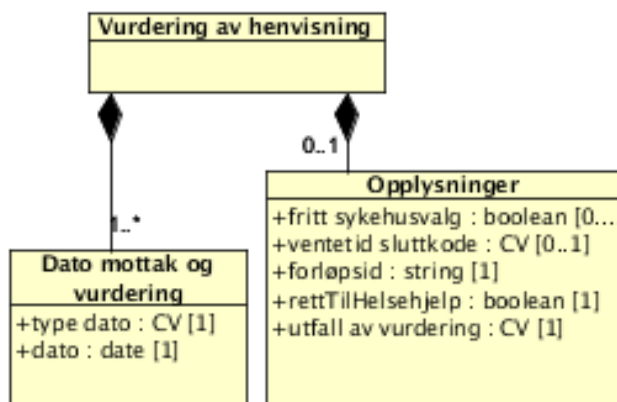 Vurdering av henvisning
0..1
1..*
Opplysninger
+fritt sykehusvalg : boolean [0...
+ventetid sluttkode : CV [0..1]
+forløpsid : string [1]
+rettTilHelsehjelp : boolean [1]
+utfall av vurdering : CV [1]
Dato mottak og
vurdering
+type dato : CV [1]
+dato : date [1]